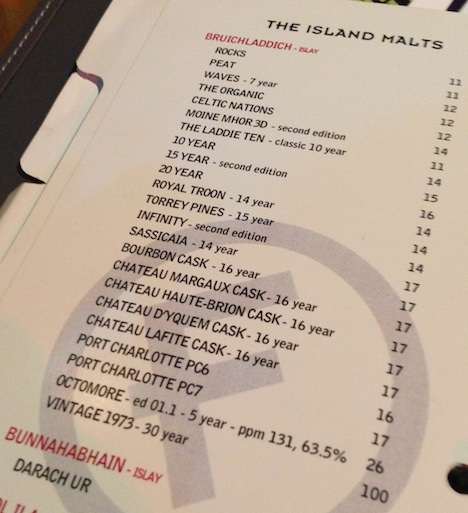 THE ISLAND MALTS
BRUICHLADDICH - ISLAY
ROCKS 11
PEAT 11
WAVES - 7 year 12
THE ORGANIC 12
CELTIC NATIONS 12
MOINE MHOR 3D - second edition 14
THE LADDIE TEN - classic 10 year 11
10 YEAR 14
15 YEAR - second edition 15
20 YEAR 16
ROYAL TROON - 14 year 14
TORREY PINES - 15 year 14
INFINITY - second edition 14
SASSICAIA - 14 year 17
BOURBON CASK - 16 year 17
CHATEAU MARGAUX CASK - 16 year 17
CHATEAU HAUTE-BRION CASK - 16 year 17
CHATEAU D'YQUEM CASK - 16 year 17
CHATEAU LAFITE CASK - 16 year 17
PORT CHARLOTTE PC6 16
PORT CHARLOTTE PC7 17
OCTOMORE - ed 01.1 - 5 year - ppm 131, 63.5% 26
VINTAGE 1973 - 30 year 100
BUNNAHABHAIN - ISLAY
DARACH UR